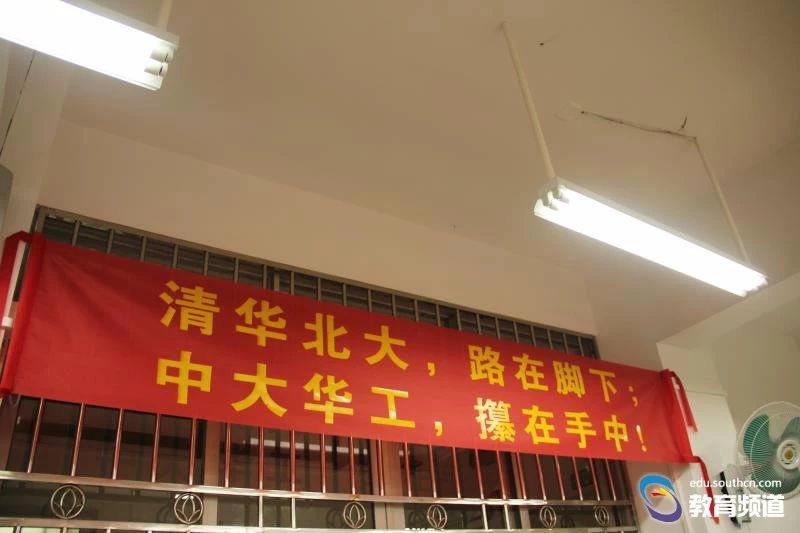 清华北大，路在脚下；
中大华工，攥在手中！
edu.southcn.com
教育频道